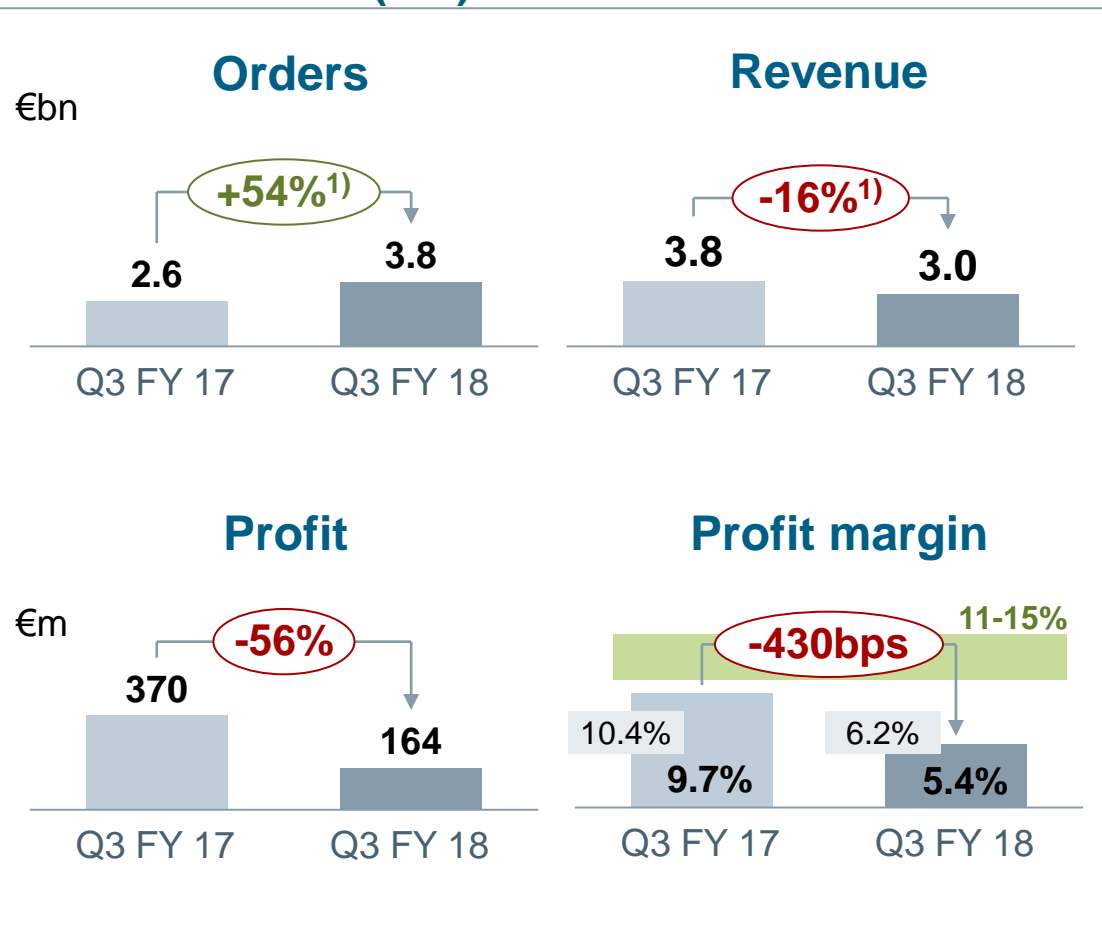 Orders
Revenue
€bn
+54%1)
-16%1)
2.6
3.8
3.8
3.0
Q3 FY 17
Q3 FY 18
Q3 FY 17
Q3 FY 18
Profit
Profit margin
€m
-56%
11-15%
-430bps
370
164
10.4%
9.7%
6.2%
5.4%
Q3 FY 17
Q3 FY 18
Q3 FY 17
Q3 FY 18